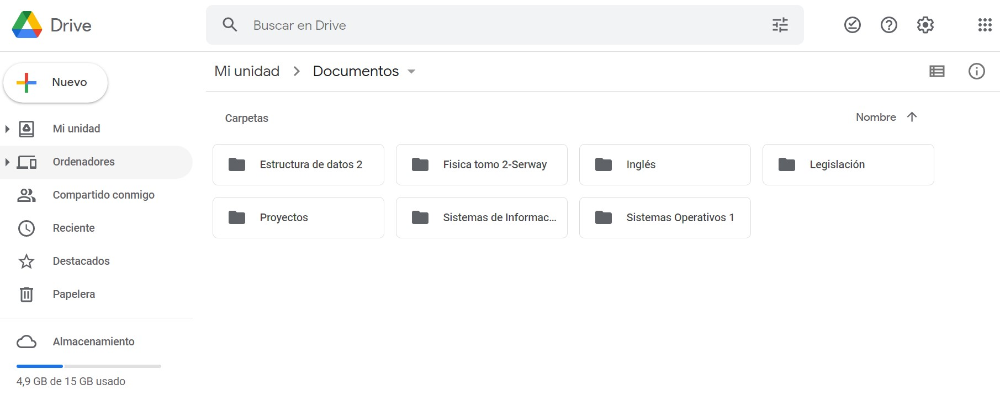 Drive
Buscar en Drive
Nuevo
Mi unidad
Ordenadores
Compartido conmigo
Reciente
Destacados
Papelera
Almacenamiento
4,9 GB de 15 GB usado
Mi unidad > Documentos
Carpetas
Nombre
Estructura de datos 2
Fisica tomo 2-Serway
Inglés
Legislación
Proyectos
Sistemas de Informac...
Sistemas Operativos 1